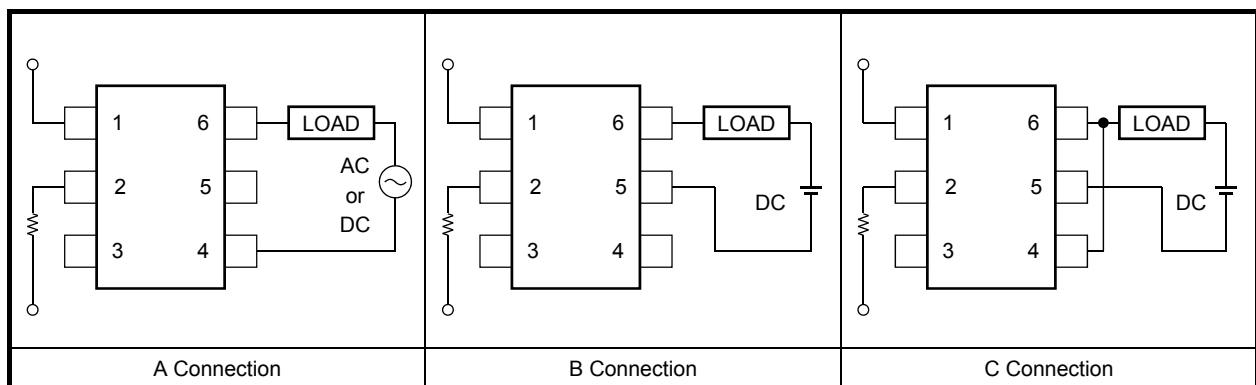 1 6 LOAD
2 5 AC
or
DC
3 4
A Connection
1 6 LOAD
2 5 DC
3 4
B Connection
1 6 LOAD
2 5 DC
3 4
C Connection